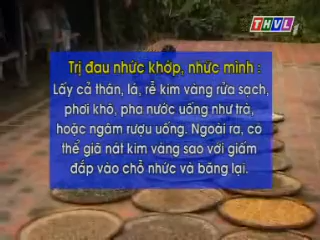 THVL
Trị đau nhức khớp, nhức mình :
Lấy cả thân, lá, rễ kim vàng rửa sạch,
phơi khô, pha nước uống như trà,
hoặc ngâm rượu uống. Ngoài ra, có
thể giã nát kim vàng sao với giấm
đắp vào chỗ nhức và băng lại.